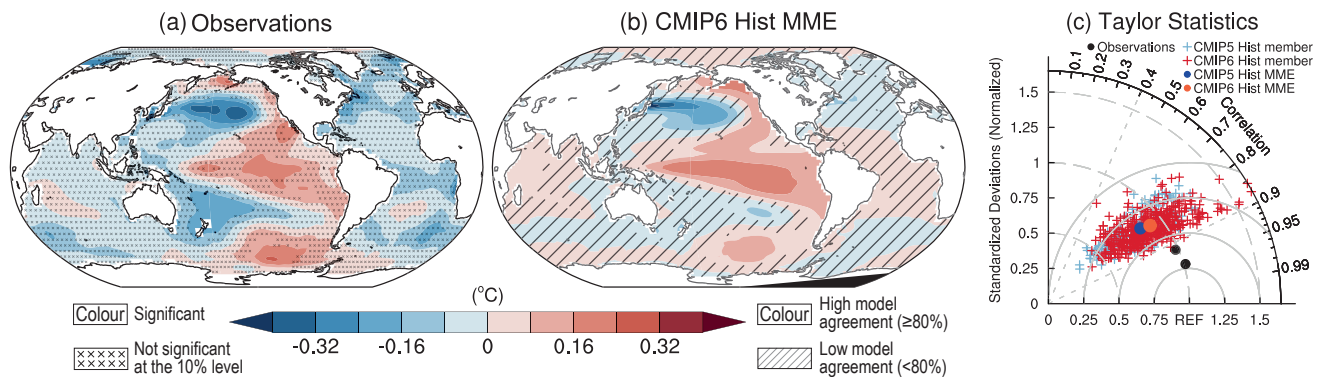 (a) Observations
(b) CMIP6 Hist MME
(c) Taylor Statistics
Observations
CMIP5 Hist member
CMIP6 Hist member
CMIP5 Hist MME
CMIP6 Hist MME
Standardized Deviations (Normalized)
1.5
1.25
1
0.75
0.5
0.25
0
0 0.25 0.5 0.75 REF 1.25 1.5
0.1 0.2 0.3 0.4 0.5 0.6 0.7 0.8 0.9 0.95 0.99
Correlation
Colour Significant
Not significant
at the 10% level
(°C)
-0.32 -0.16 0 0.16 0.32
Colour High model
agreement (≥80%)
Low model
agreement (<80%)